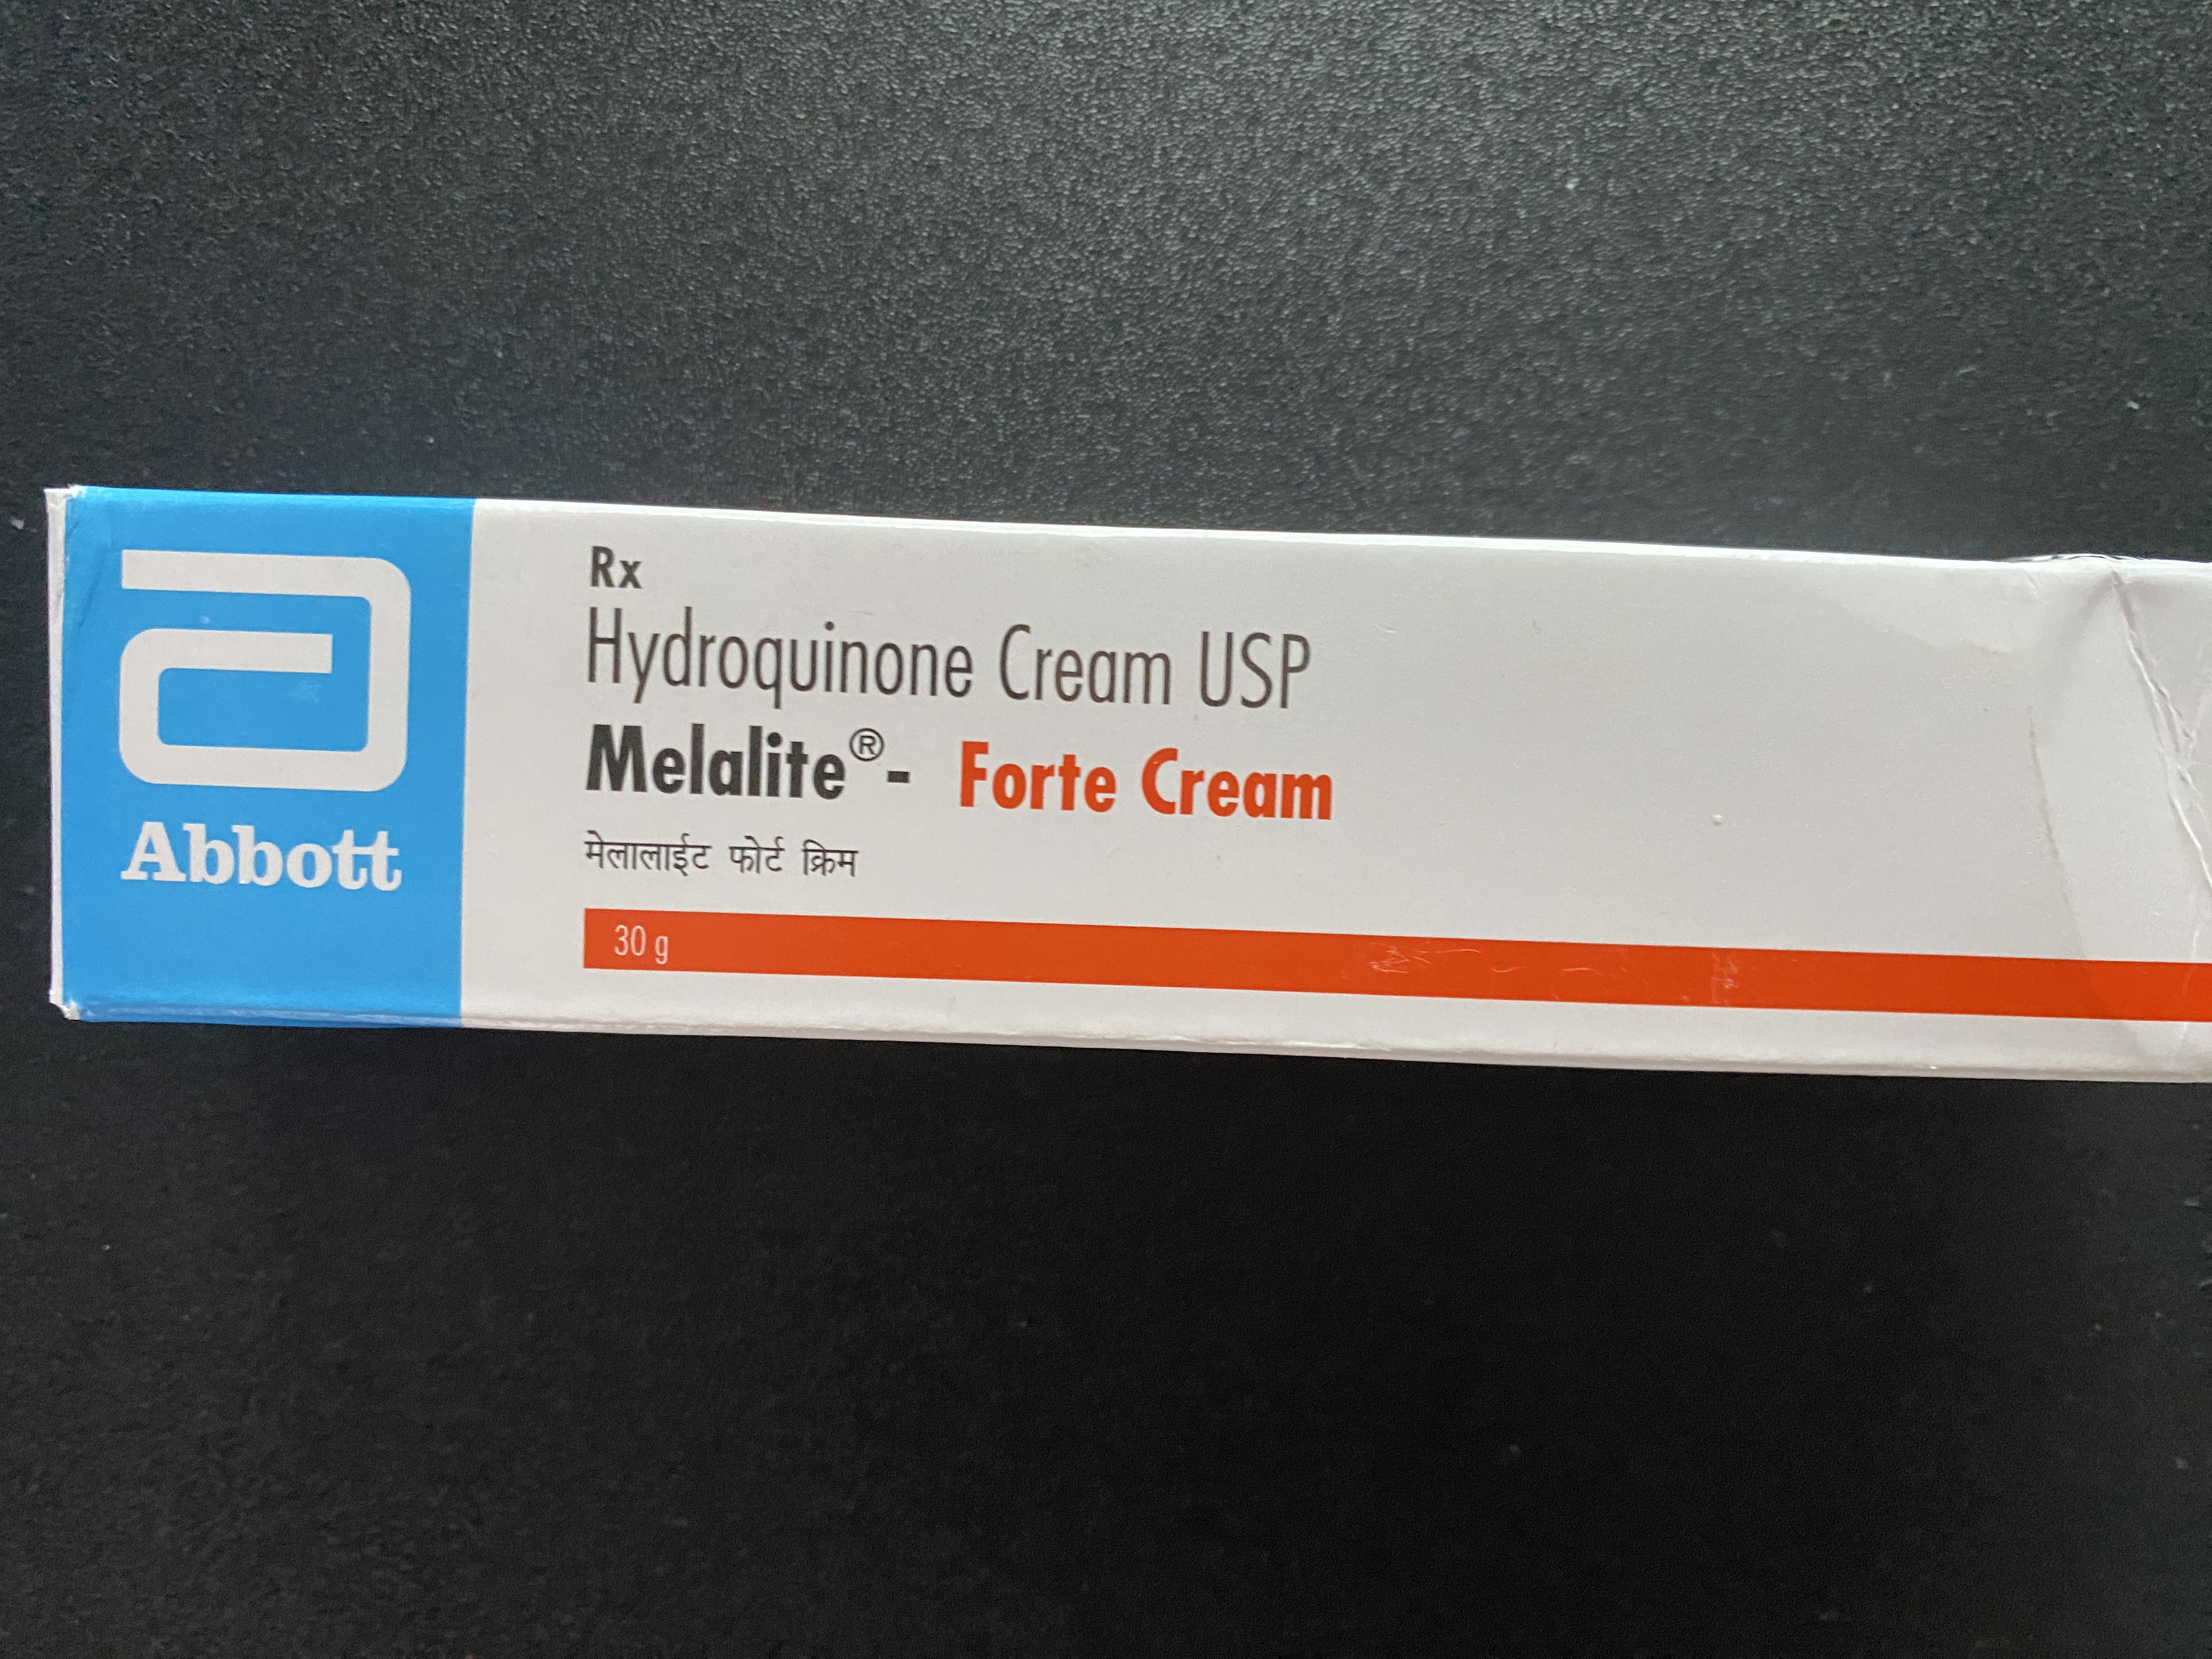 Abbott
Rx
Hydroquinone Cream USP
Melalite®- Forte Cream
मेलालाईट फोर्ट क्रिम
30 g